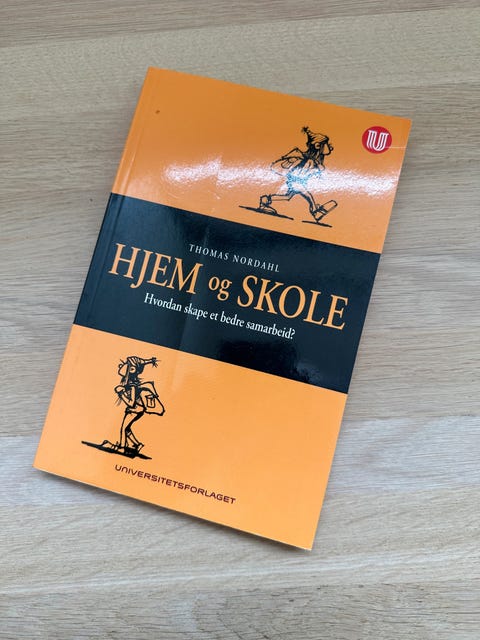 THOMAS NORDAHL
HJEM og SKOLE
Hvordan skape et bedre samarbeid?
UNIVERSITETSFORLAGET